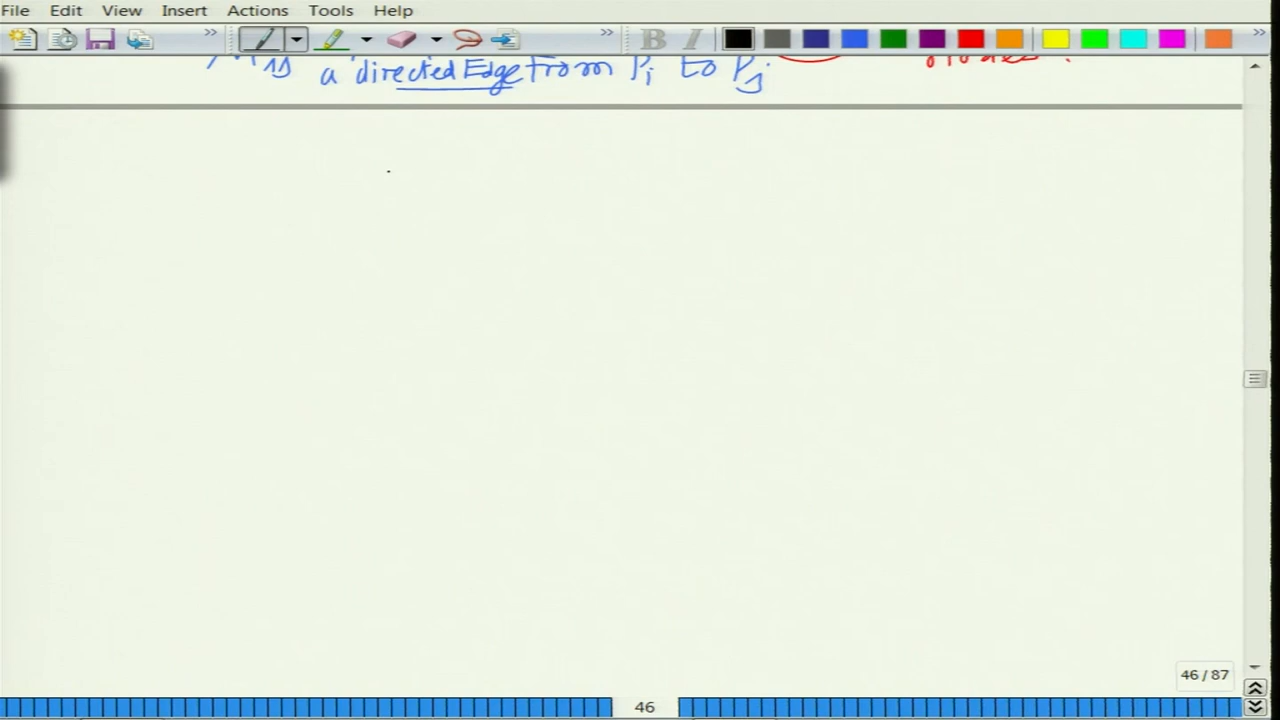 File Edit View Insert Actions Tools Help
B I
a directed Edge from Pi to Pj
46 / 87
46